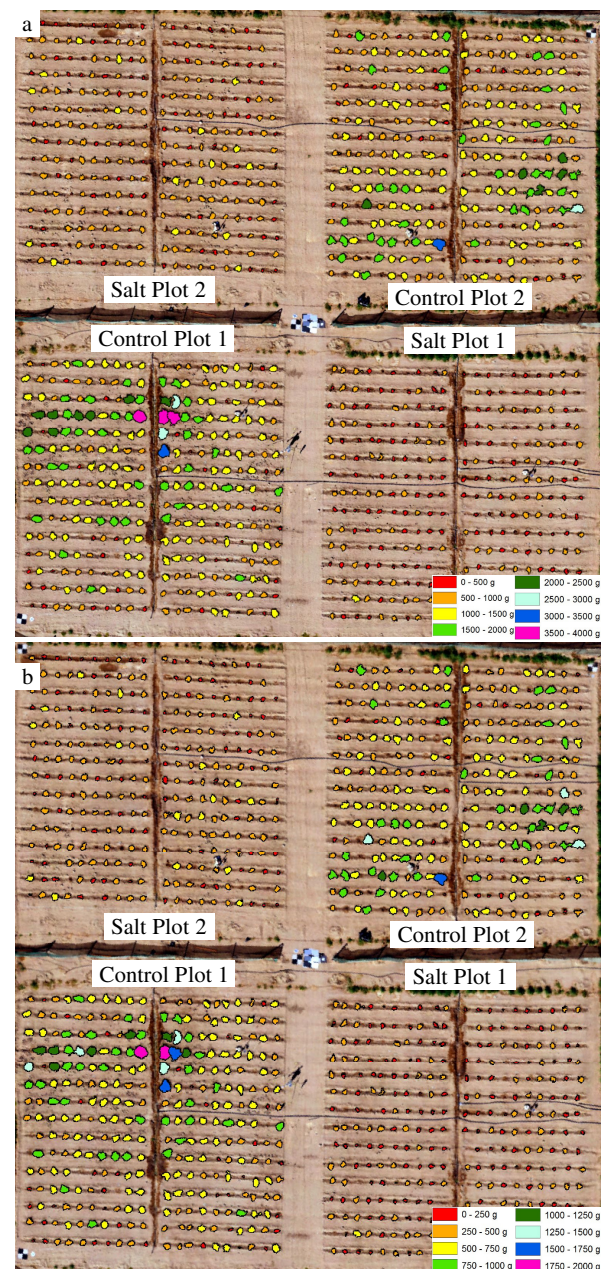 a
Salt Plot 2
Control Plot 2
Control Plot 1
Salt Plot 1
0 - 500 g
500 - 1000 g
1000 - 1500 g
1500 - 2000 g
2000 - 2500 g
2500 - 3000 g
3000 - 3500 g
3500 - 4000 g
b
Salt Plot 2
Control Plot 2
Control Plot 1
Salt Plot 1
0 - 250 g
250 - 500 g
500 - 750 g
750 - 1000 g
1000 - 1250 g
1250 - 1500 g
1500 - 1750 g
1750 - 2000 g